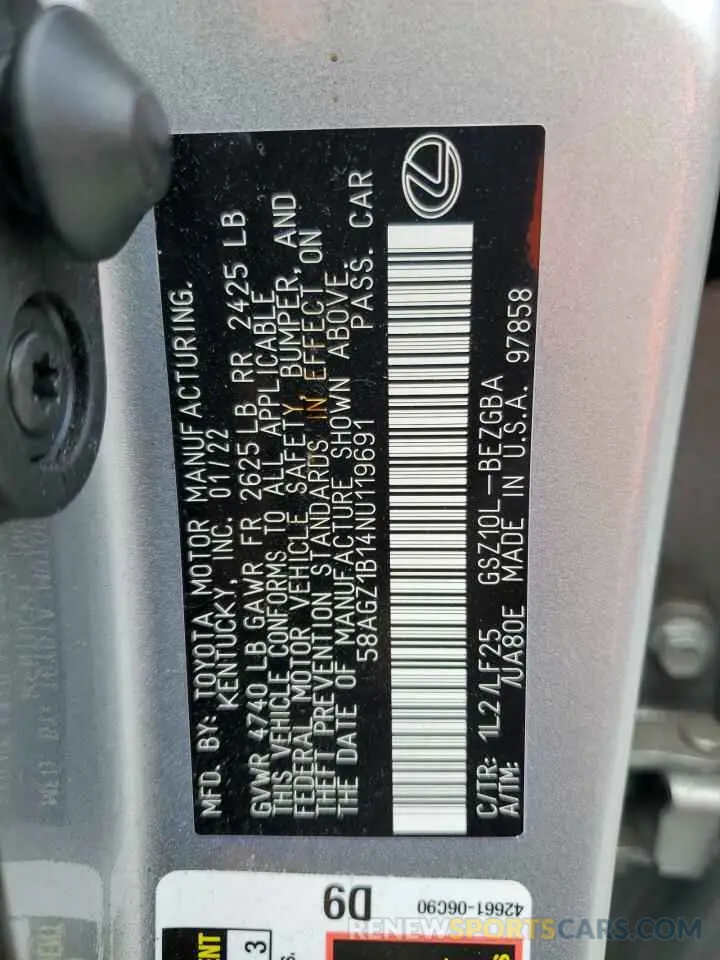 MFD. BY: TOYOTA MOTOR MANUFACTURING.
KENTUCKY, INC. 01/22
GVWR 4740 LB GAWR FR 2625 LB RR 2425 LB
THIS VEHICLE CONFORMS TO ALL APPLICABLE
FEDERAL MOTOR VEHICLE SAFETY, BUMPER, AND
THEFT PREVENTION STANDARDS IN EFFECT ON
THE DATE OF MANUFACTURE SHOWN ABOVE.
58AGZ1B14NU119691 PASS. CAR
C/TR: 1L2/LF25 GSZ10L-BEZGBA
A/TM: /UA80E MADE IN U.S.A. 97858
D9
42661-06C90
3
RENEWSPORTSCARS.COM